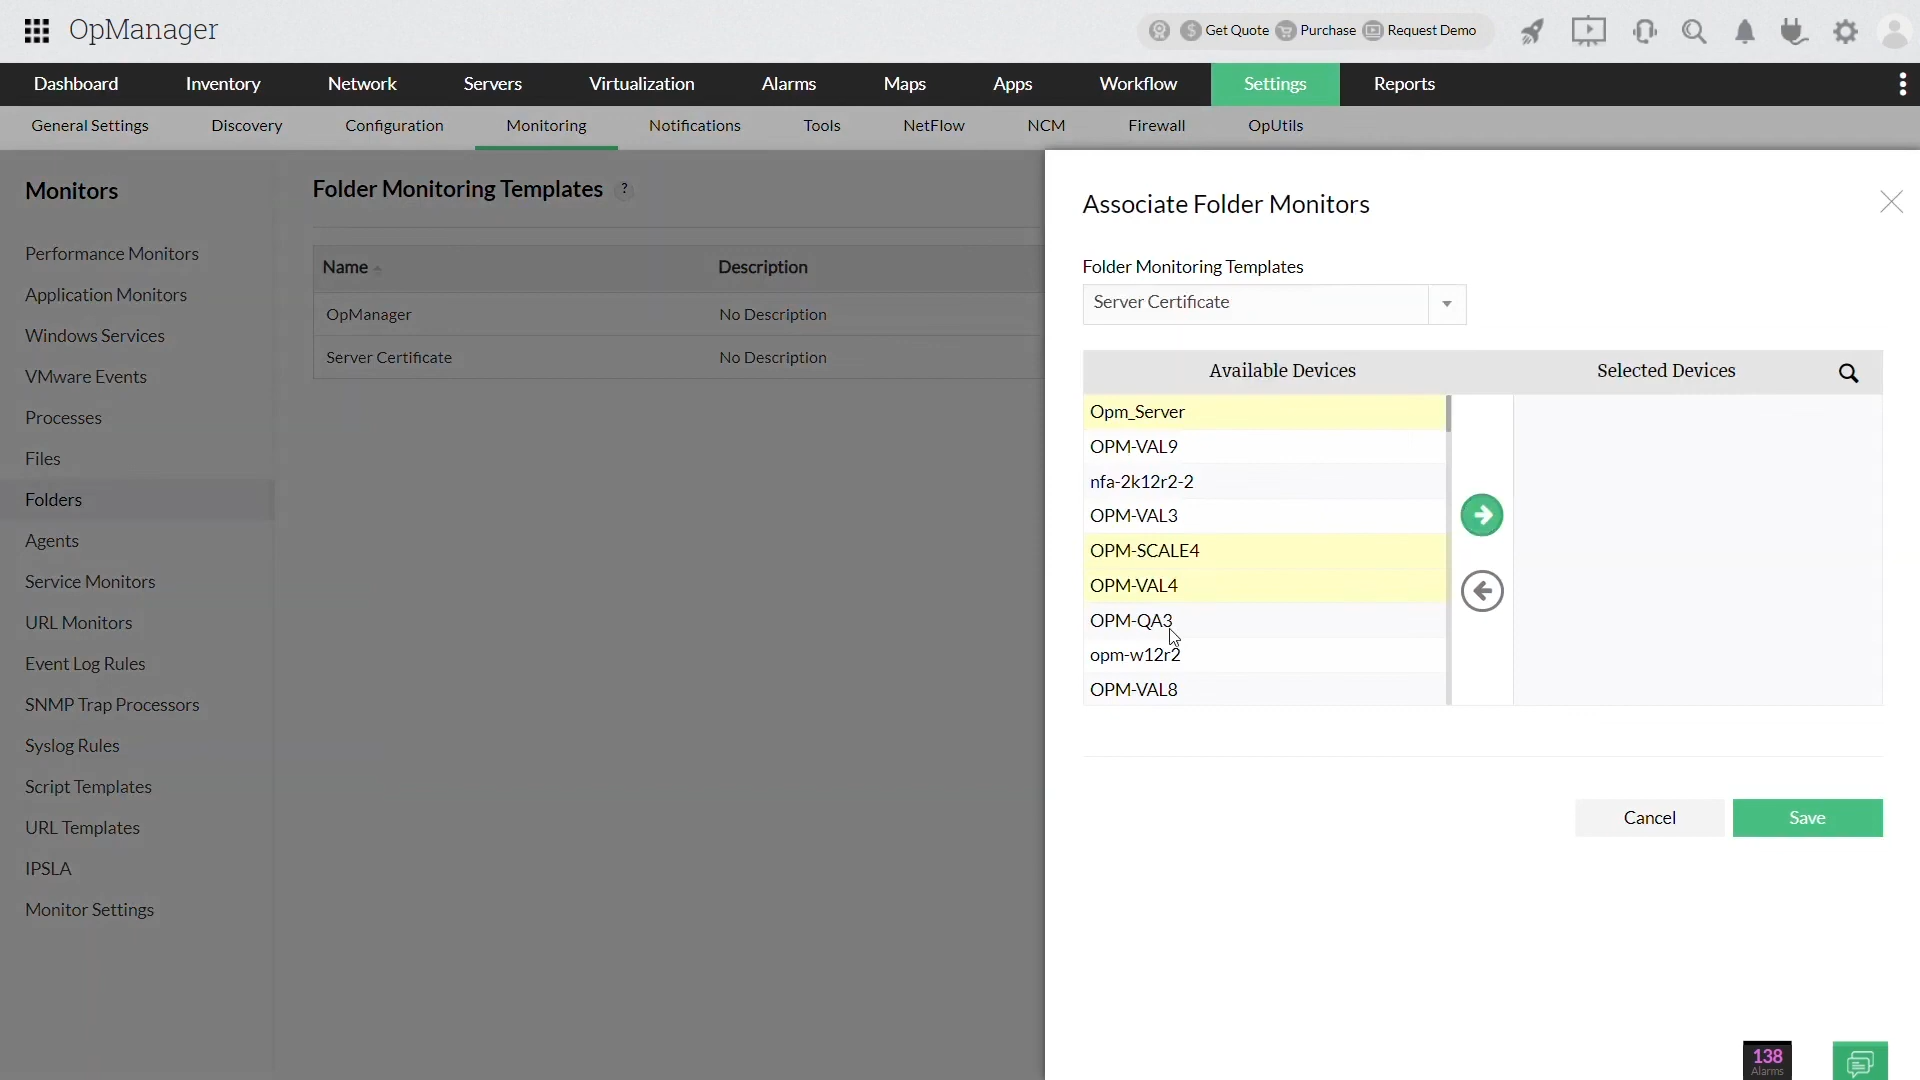 OpManager
Get Quote Purchase Request Demo
Dashboard Inventory Network Servers Virtualization Alarms Maps Apps Workflow Settings Reports
General Settings Discovery Configuration Monitoring Notifications Tools NetFlow NCM Firewall OpUtils
Monitors
Performance Monitors
Application Monitors
Windows Services
VMware Events
Processes
Files
Folders
Agents
Service Monitors
URL Monitors
Event Log Rules
SNMP Trap Processors
Syslog Rules
Script Templates
URL Templates
IPSLA
Monitor Settings
Folder Monitoring Templates ?
Name Description
OpManager No Description
Server Certificate No Description
Associate Folder Monitors
Folder Monitoring Templates
Server Certificate
Available Devices Selected Devices
Opm_Server
OPM-VAL9
nfa-2k12r2-2
OPM-VAL3
OPM-SCALE4
OPM-VAL4
OPM-QA3
opm-w12r2
OPM-VAL8
Cancel Save
138
Alarms